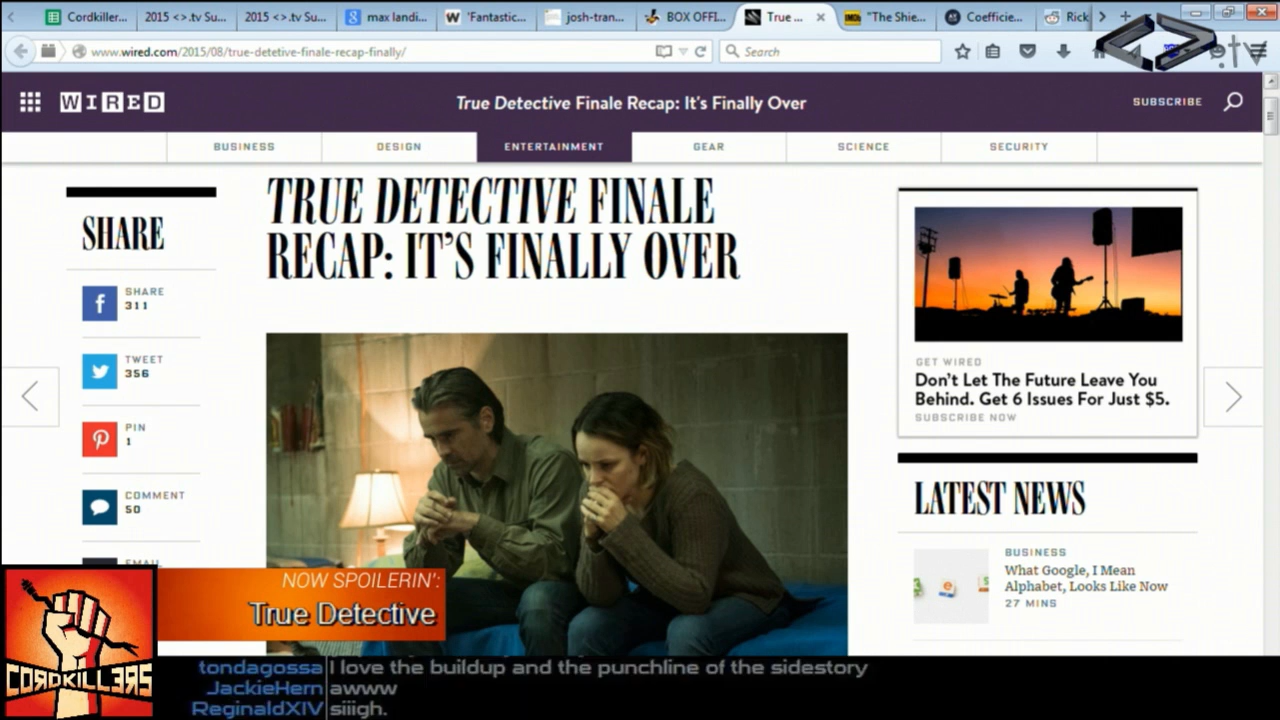 Cordkiller...
2015 <>.tv Su...
2015 <>.tv Su...
max landi...
'Fantastic...
josh-tran...
BOX OFFI...
True ...
"The Shie...
Coefficie...
Rick
www.wired.com/2015/08/true-detetive-finale-recap-finally/
Search
.tv
WIRED
True Detective Finale Recap: It's Finally Over
SUBSCRIBE
BUSINESS
DESIGN
ENTERTAINMENT
GEAR
SCIENCE
SECURITY
TRUE DETECTIVE FINALE
RECAP: IT'S FINALLY OVER
SHARE
SHARE
311
TWEET
356
PIN
1
COMMENT
50
EMAIL
GET WIRED
Don't Let The Future Leave You
Behind. Get 6 Issues For Just $5.
SUBSCRIBE NOW
LATEST NEWS
BUSINESS
What Google, I Mean
Alphabet, Looks Like Now
27 MINS
NOW SPOILERIN':
True Detective
CORDKILL3RS
tondagossa I love the buildup and the punchline of the sidestory
JackieHern awww
ReginaldXIV siiigh.